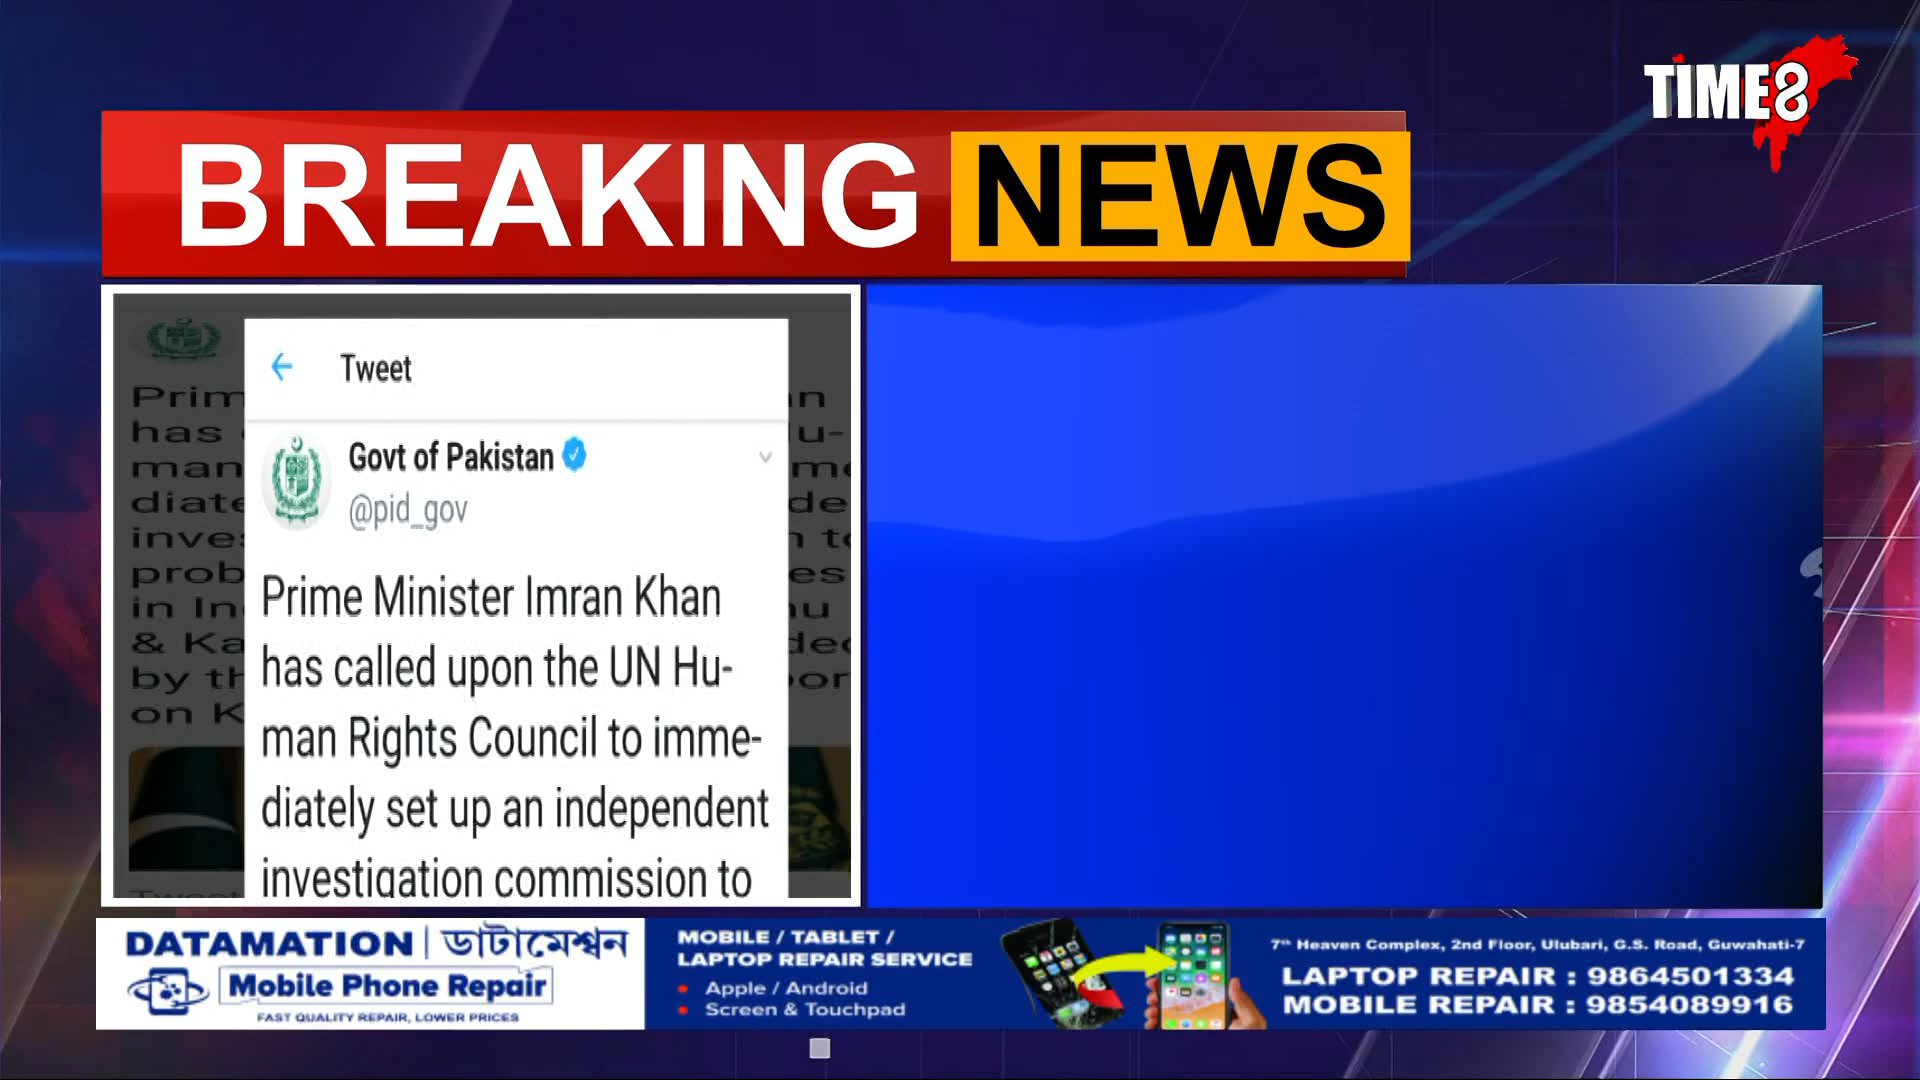 TIME8
BREAKING NEWS
Tweet
Govt of Pakistan
@pid_gov
Prime Minister Imran Khan
has called upon the UN Hu-
man Rights Council to imme-
diately set up an independent
investigation commission to
DATAMATION | ডাটামেশ্বন
Mobile Phone Repair
FAST QUALITY REPAIR, LOWER PRICES
MOBILE / TABLET /
LAPTOP REPAIR SERVICE
Apple / Android
Screen & Touchpad
7th Heaven Complex, 2nd Floor, Ulubari, G.S. Road, Guwahati-7
LAPTOP REPAIR : 9864501334
MOBILE REPAIR : 9854089916